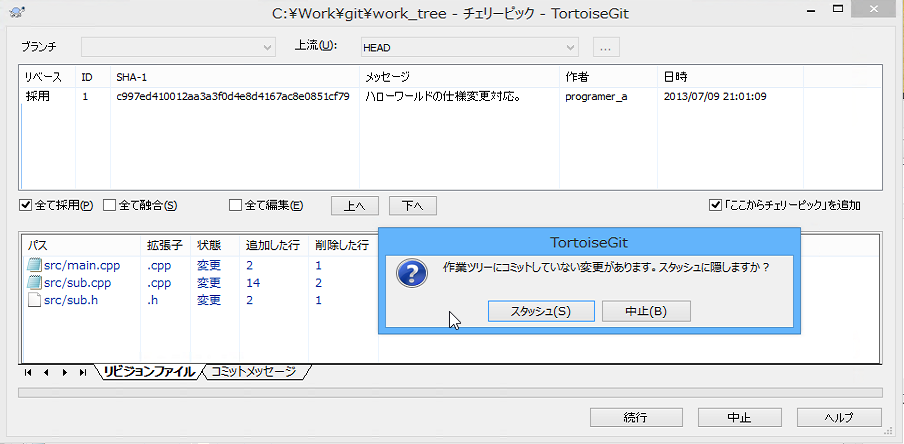 C:¥Work¥git¥work_tree - チェリーピック - TortoiseGit
ブランチ 上流(U): HEAD ...
リベース ID SHA-1 メッセージ 作者 日時
採用 1 c997ed410012aa3a3f0d4e8d4167ac8e0851cf79 ハローワールドの仕様変更対応。 programer_a 2013/07/09 21:01:09
全て採用(P) 全て融合(S) 全て編集(E) 上へ 下へ 「ここからチェリーピック」を追加
パス 拡張子 状態 追加した行 削除した行
src/main.cpp .cpp 変更 2 1
src/sub.cpp .cpp 変更 14 2
src/sub.h .h 変更 2 1
TortoiseGit
作業ツリーにコミットしていない変更があります。スタッシュに隠しますか？
スタッシュ(S) 中止(B)
リビジョンファイル コミットメッセージ
続行 中止 ヘルプ